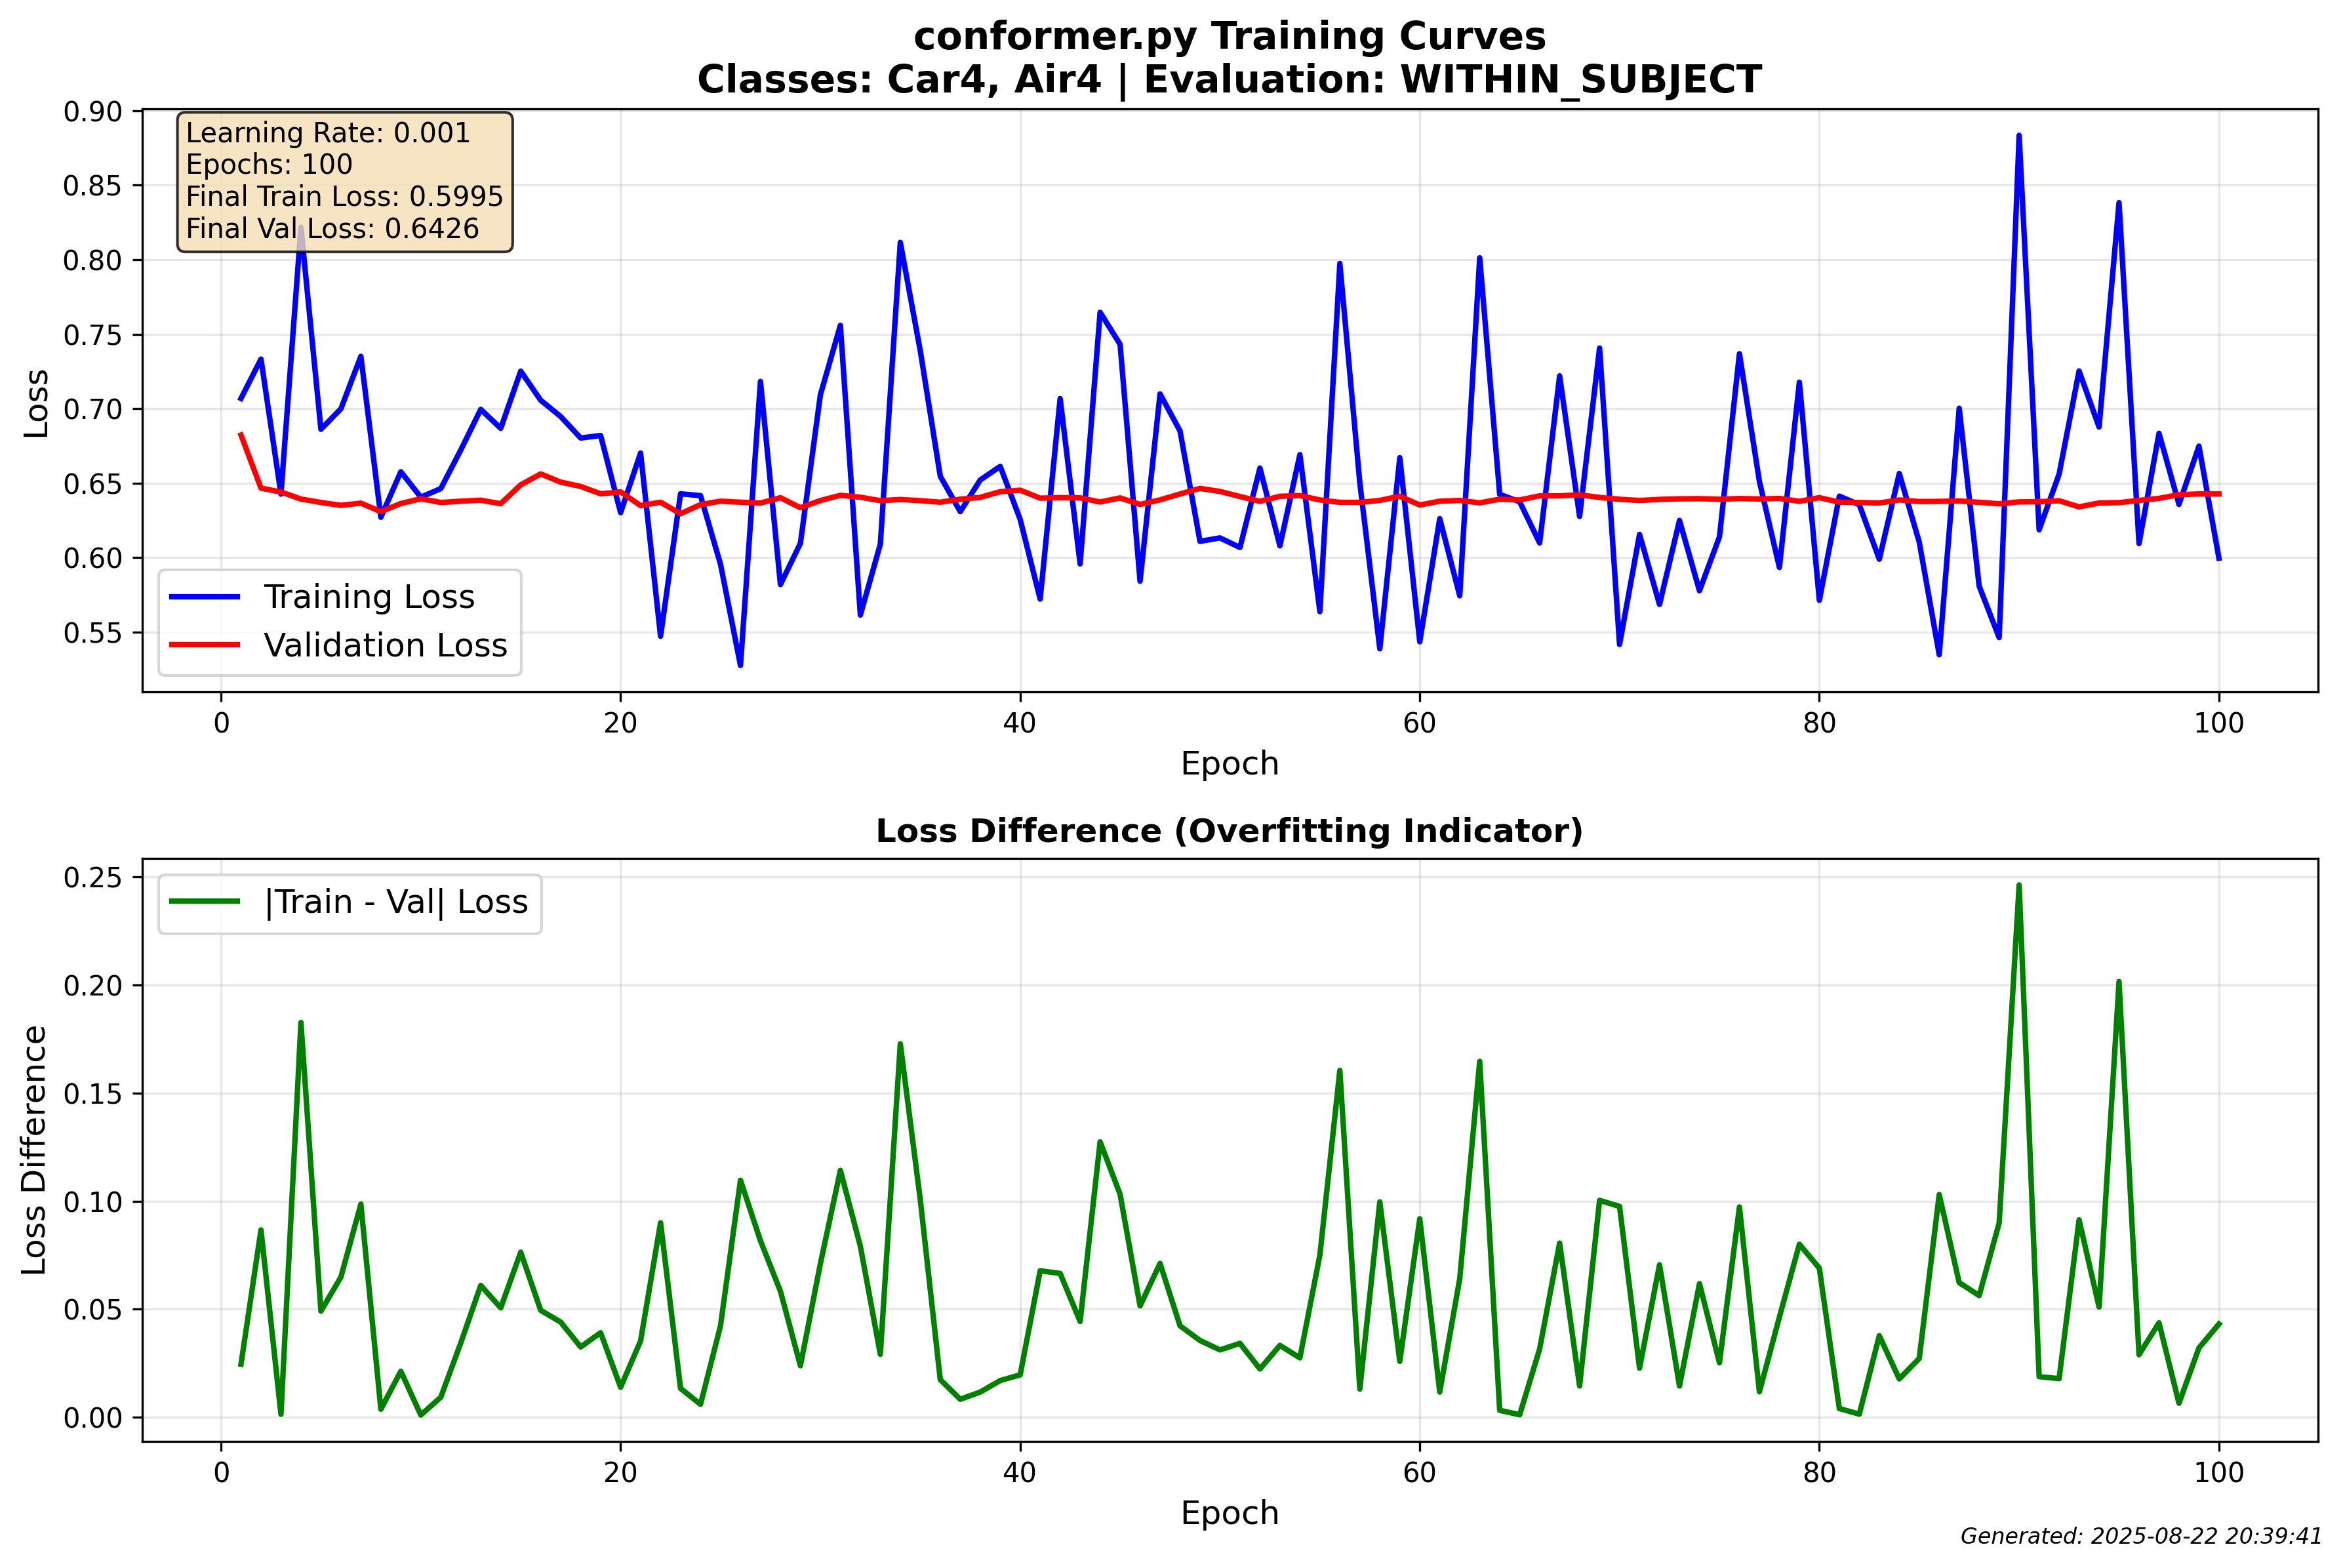 conformer.py Training Curves
Classes: Car4, Air4 | Evaluation: WITHIN_SUBJECT
0.90
0.85
0.80
0.75
0.70
0.65
0.60
0.55
Loss
Learning Rate: 0.001
Epochs: 100
Final Train Loss: 0.5995
Final Val Loss: 0.6426
Training Loss
Validation Loss
0 20 40 60 80 100
Epoch
Loss Difference (Overfitting Indicator)
0.25
0.20
0.15
0.10
0.05
0.00
Loss Difference
|Train - Val| Loss
0 20 40 60 80 100
Epoch
Generated: 2025-08-22 20:39:41